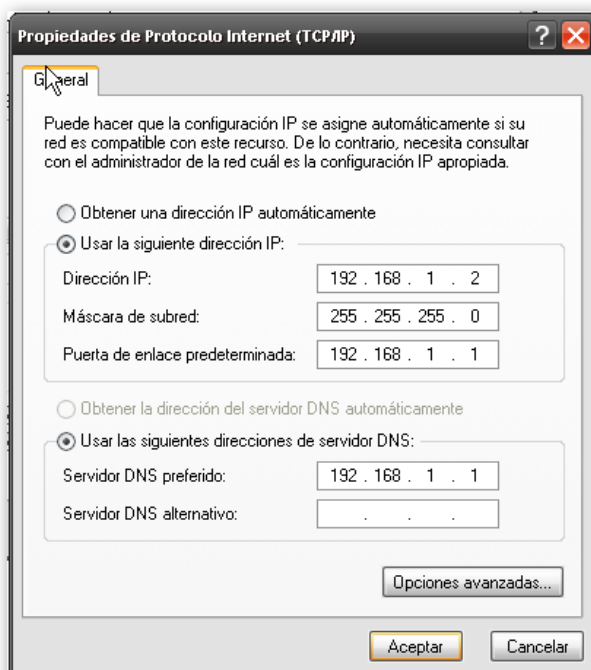 Propiedades de Protocolo Internet (TCP/IP)
General
Puede hacer que la configuración IP se asigne automáticamente si su
red es compatible con este recurso. De lo contrario, necesita consultar
con el administrador de la red cuál es la configuración IP apropiada.
Obtener una dirección IP automáticamente
Usar la siguiente dirección IP:
Dirección IP: 192 . 168 . 1 . 2
Máscara de subred: 255 . 255 . 255 . 0
Puerta de enlace predeterminada: 192 . 168 . 1 . 1
Obtener la dirección del servidor DNS automáticamente
Usar las siguientes direcciones de servidor DNS:
Servidor DNS preferido: 192 . 168 . 1 . 1
Servidor DNS alternativo: . . .
Opciones avanzadas...
Aceptar Cancelar